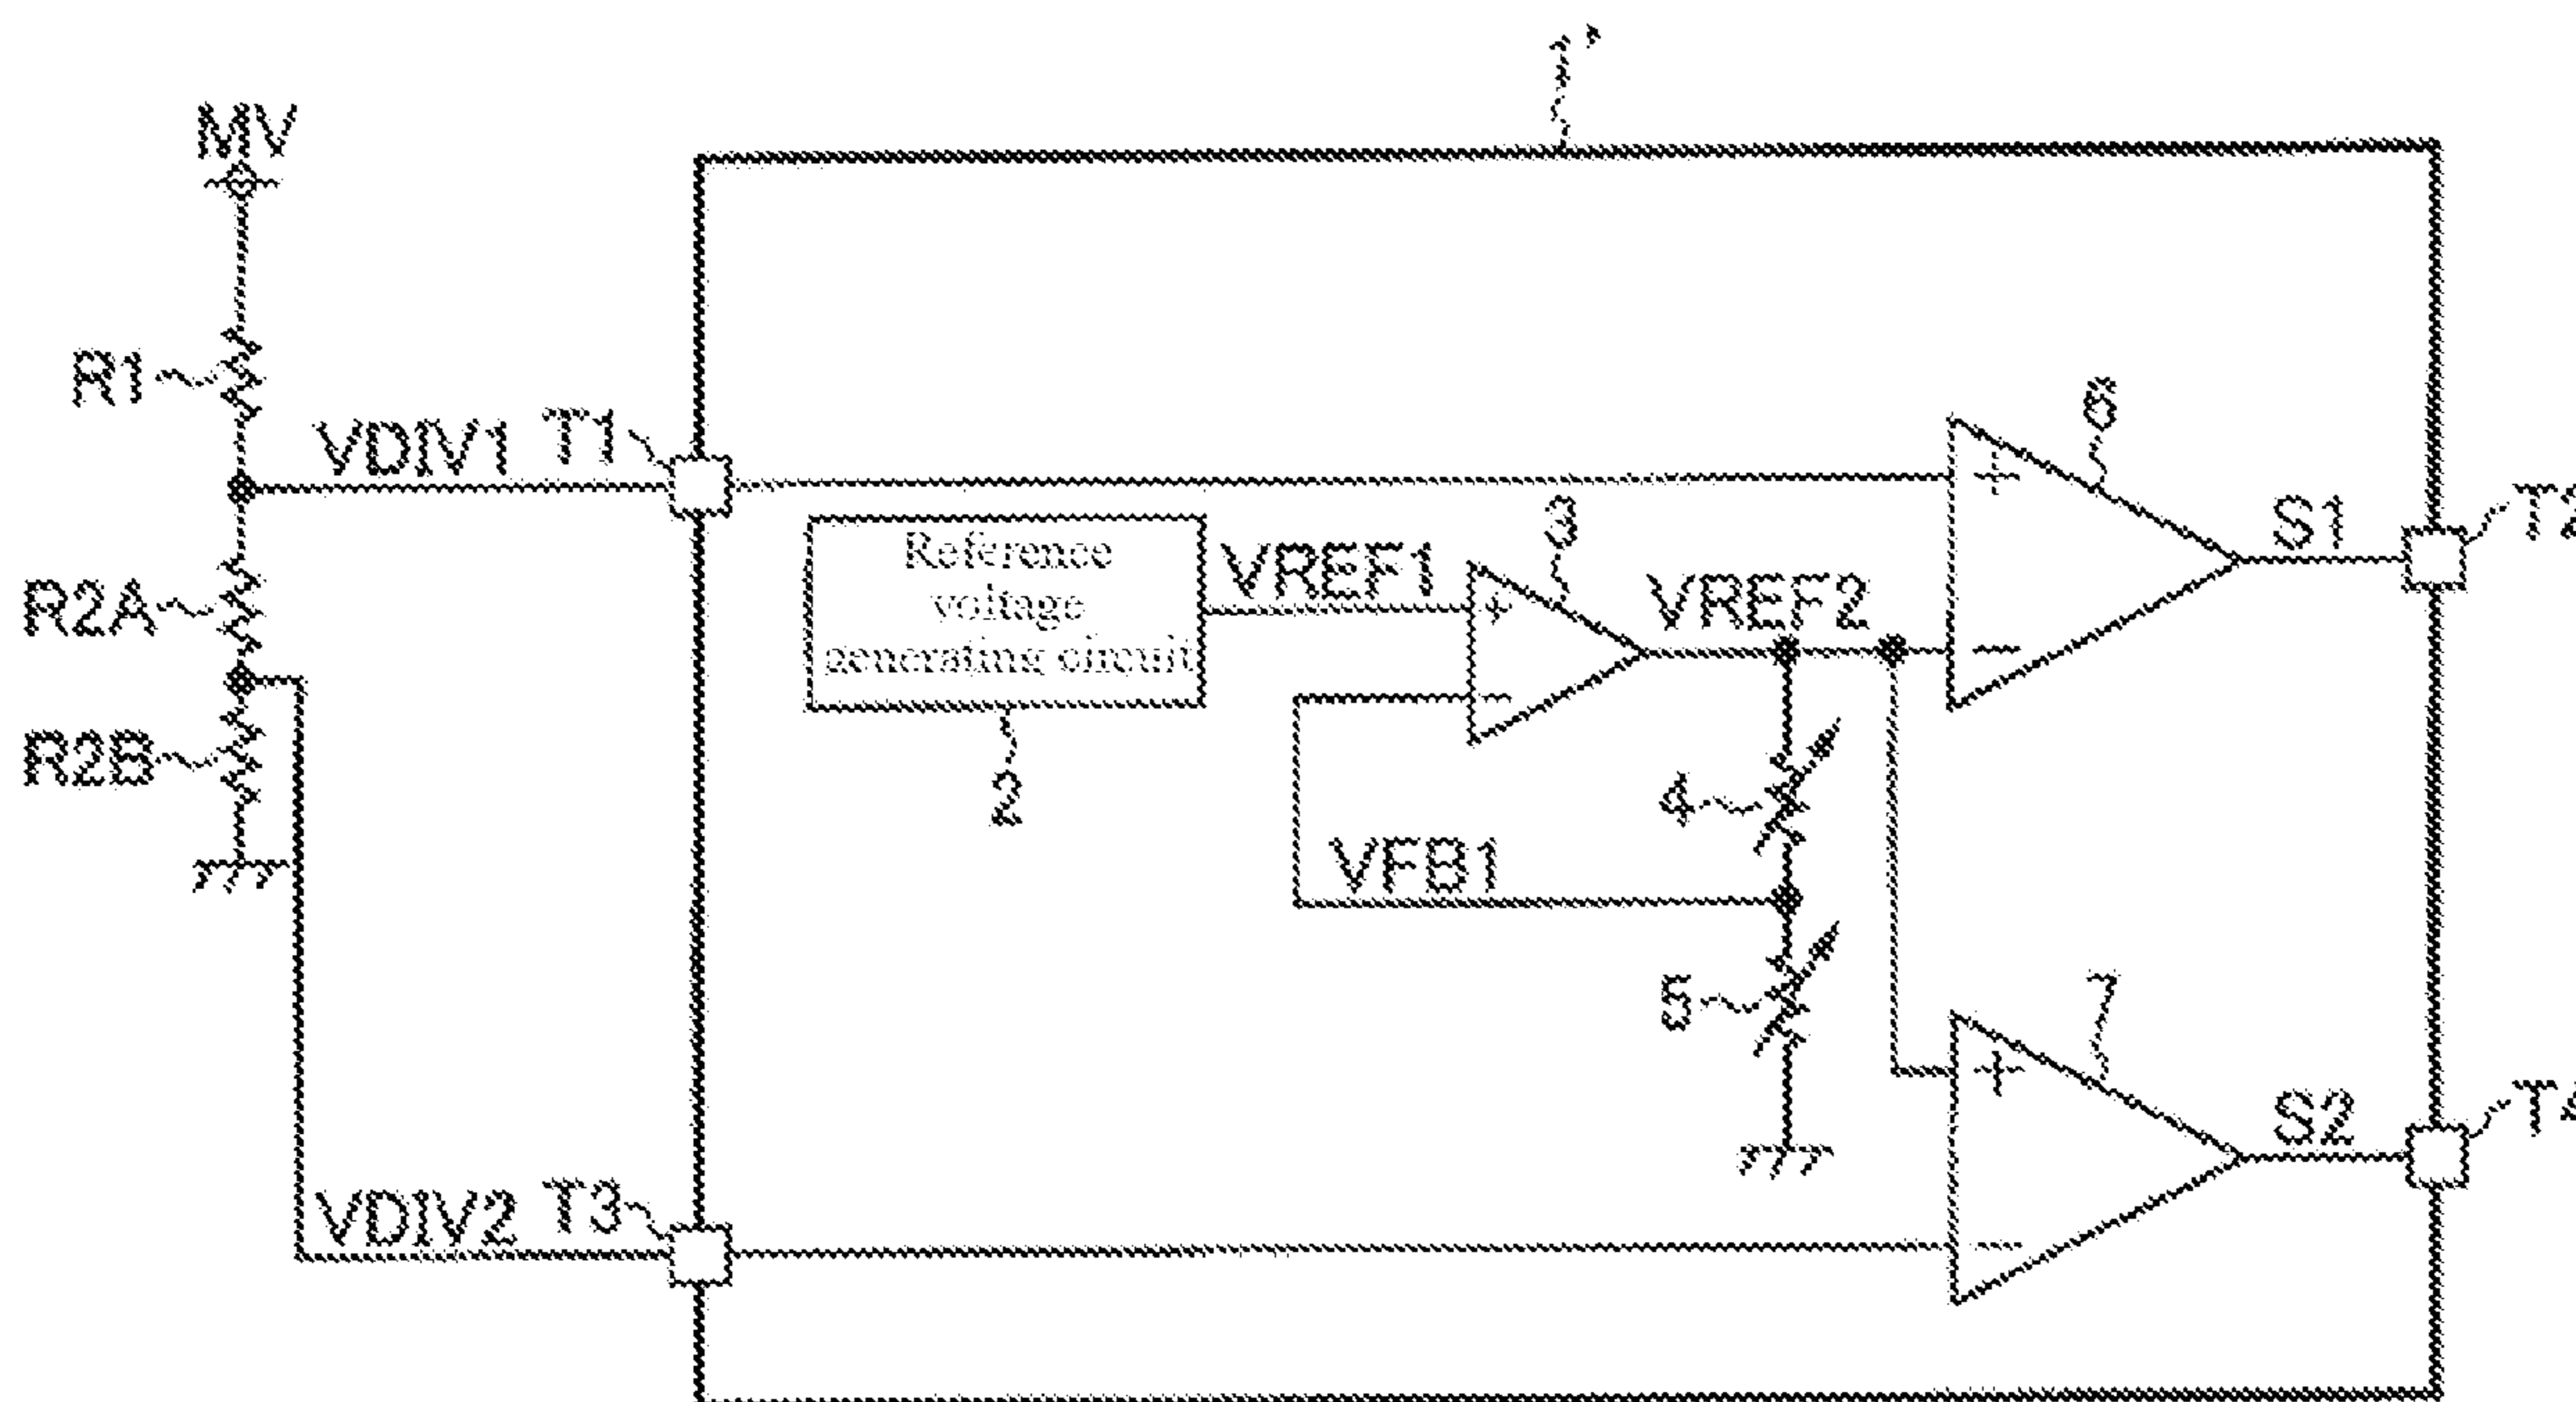 1'
MV
R1
VDIV1
T1
6
S1
R2A
Reference
voltage
generating circuit
VREF1
3
VREF2
R2B
2
4
VFB1
5
7
S2
VDIV2
T3